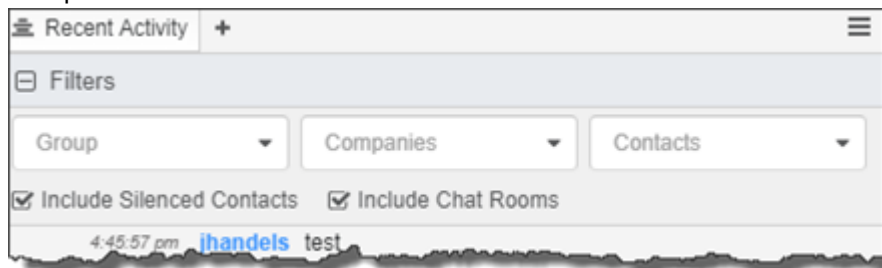 Recent Activity +
Filters
Group Companies Contacts
Include Silenced Contacts Include Chat Rooms
4:45:57 pm jhandels test